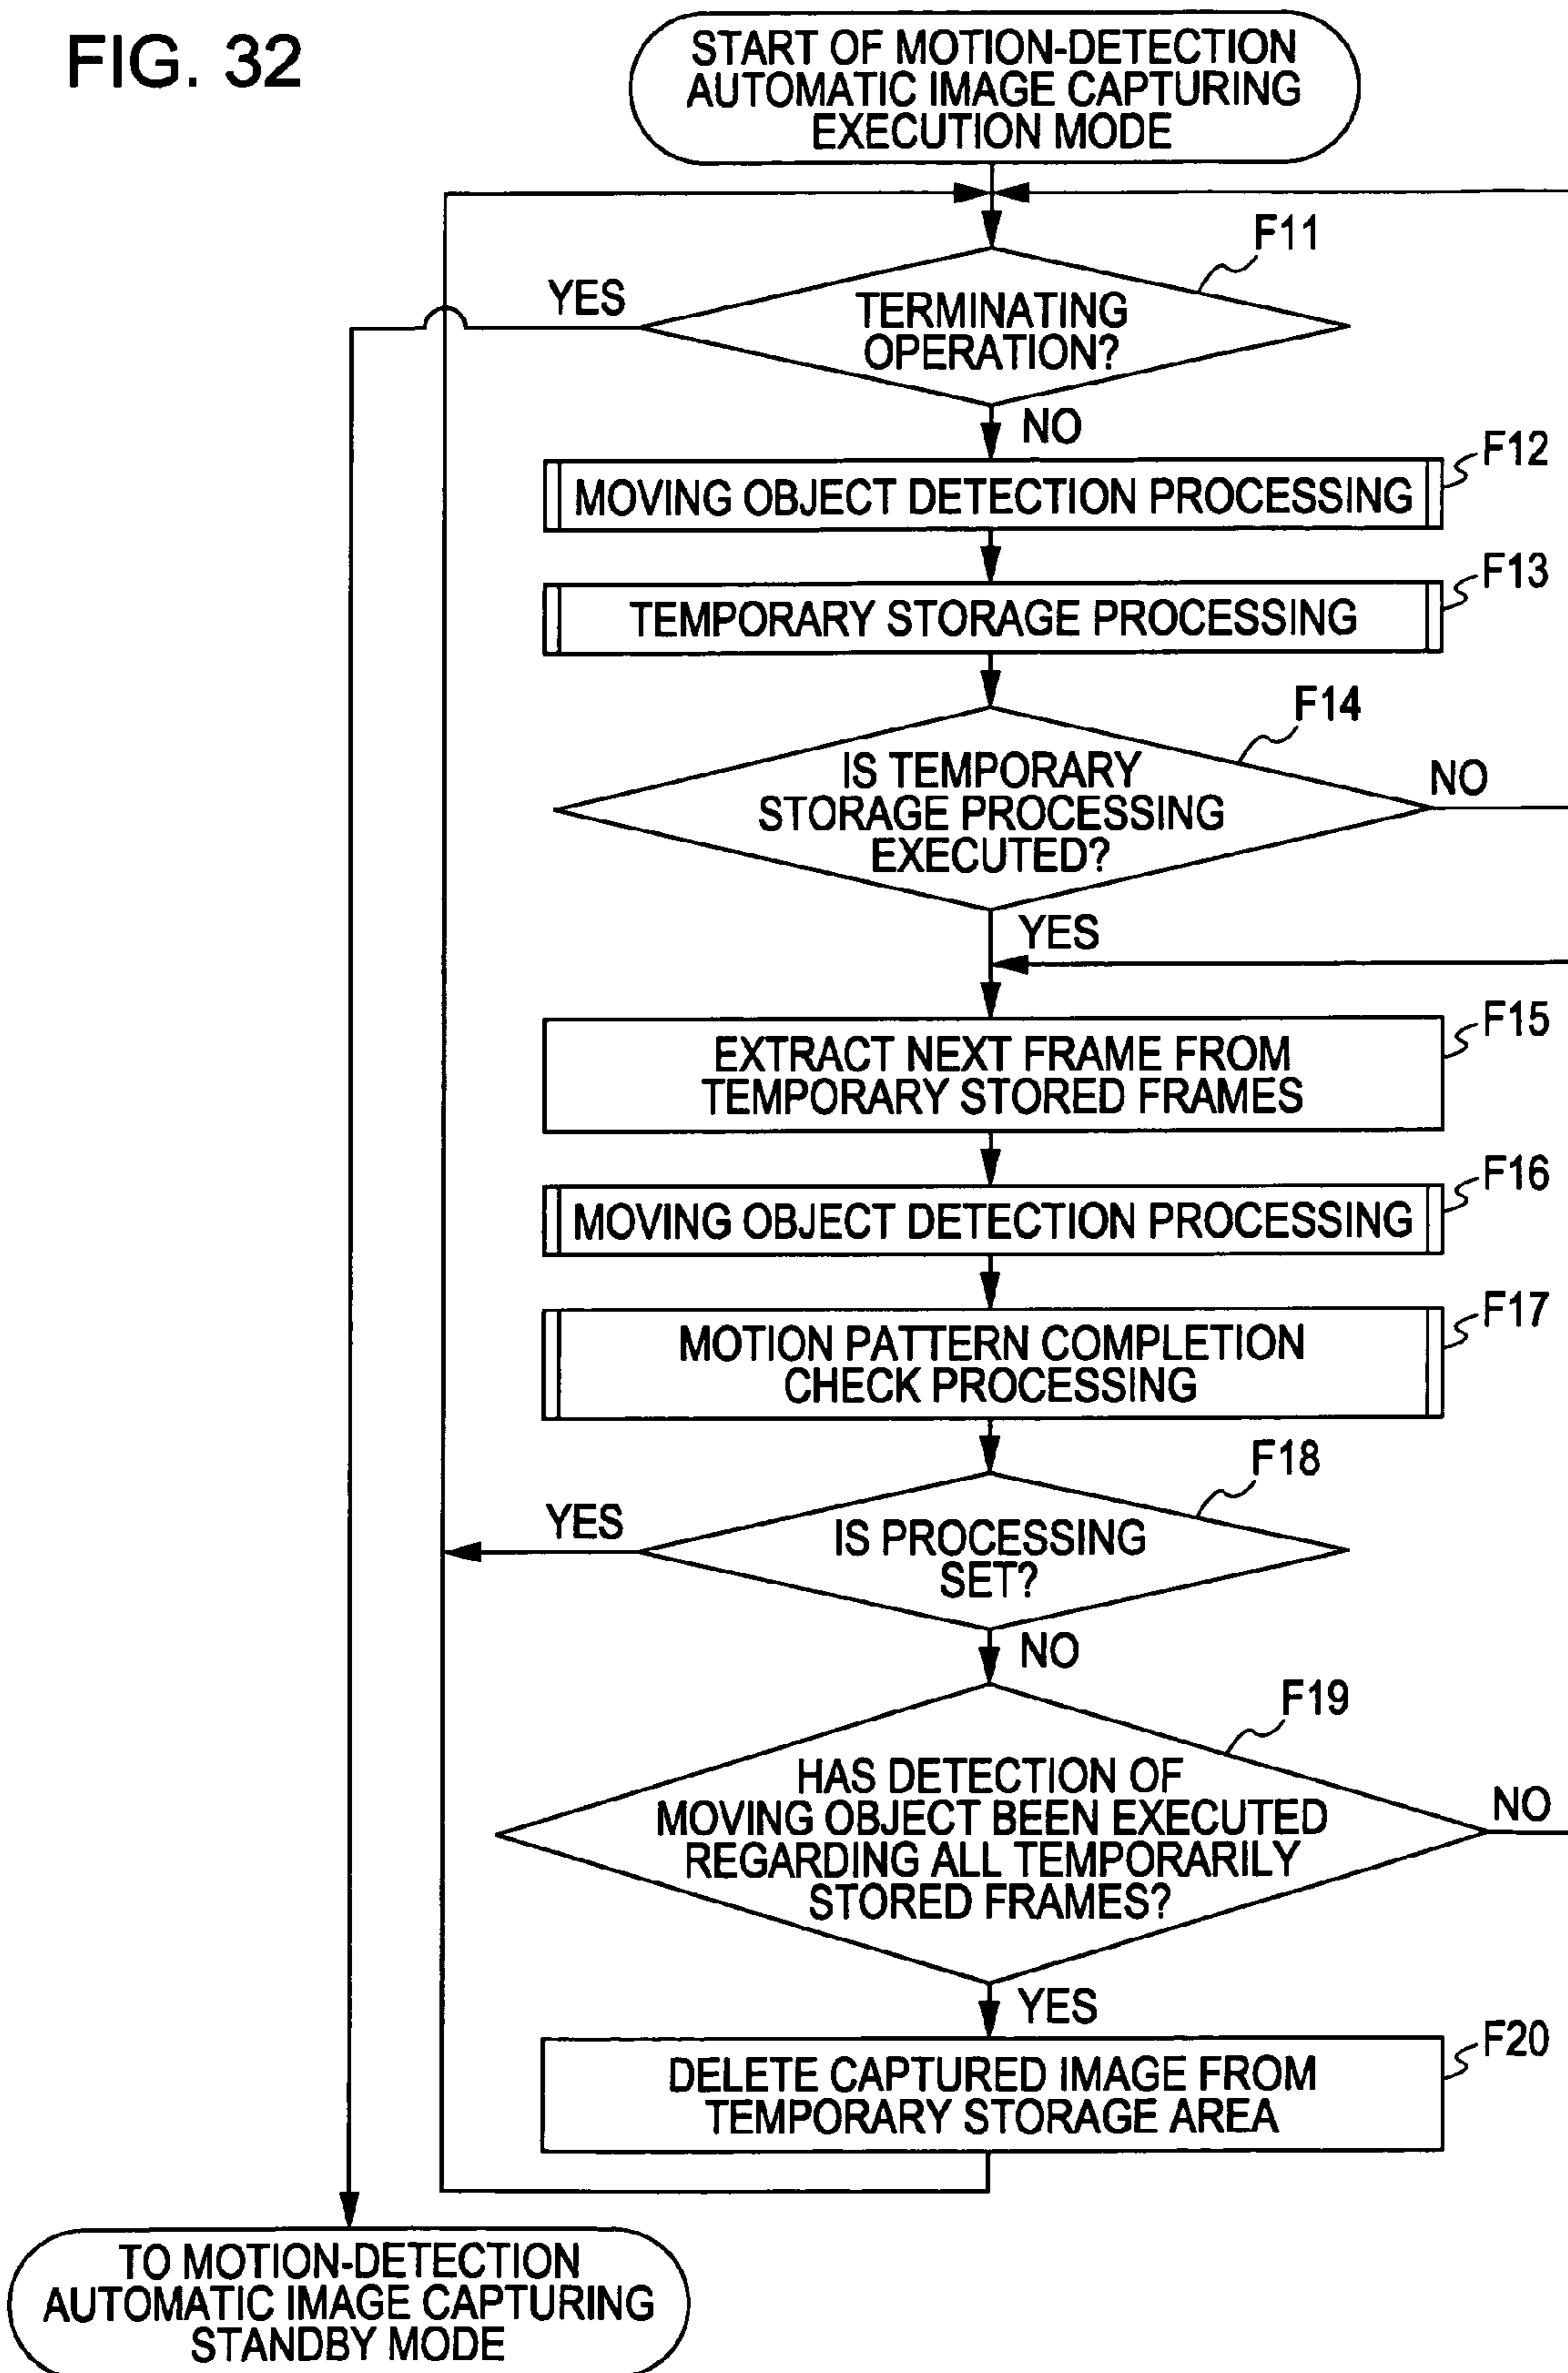 FIG. 32
START OF MOTION-DETECTION
AUTOMATIC IMAGE CAPTURING
EXECUTION MODE
F11
YES
TERMINATING
OPERATION?
NO
F12
MOVING OBJECT DETECTION PROCESSING
F13
TEMPORARY STORAGE PROCESSING
F14
IS TEMPORARY
STORAGE PROCESSING
EXECUTED?
NO
YES
F15
EXTRACT NEXT FRAME FROM
TEMPORARY STORED FRAMES
F16
MOVING OBJECT DETECTION PROCESSING
F17
MOTION PATTERN COMPLETION
CHECK PROCESSING
F18
YES
IS PROCESSING
SET?
NO
F19
HAS DETECTION OF
MOVING OBJECT BEEN EXECUTED
REGARDING ALL TEMPORARILY
STORED FRAMES?
NO
YES
F20
DELETE CAPTURED IMAGE FROM
TEMPORARY STORAGE AREA
TO MOTION-DETECTION
AUTOMATIC IMAGE CAPTURING
STANDBY MODE